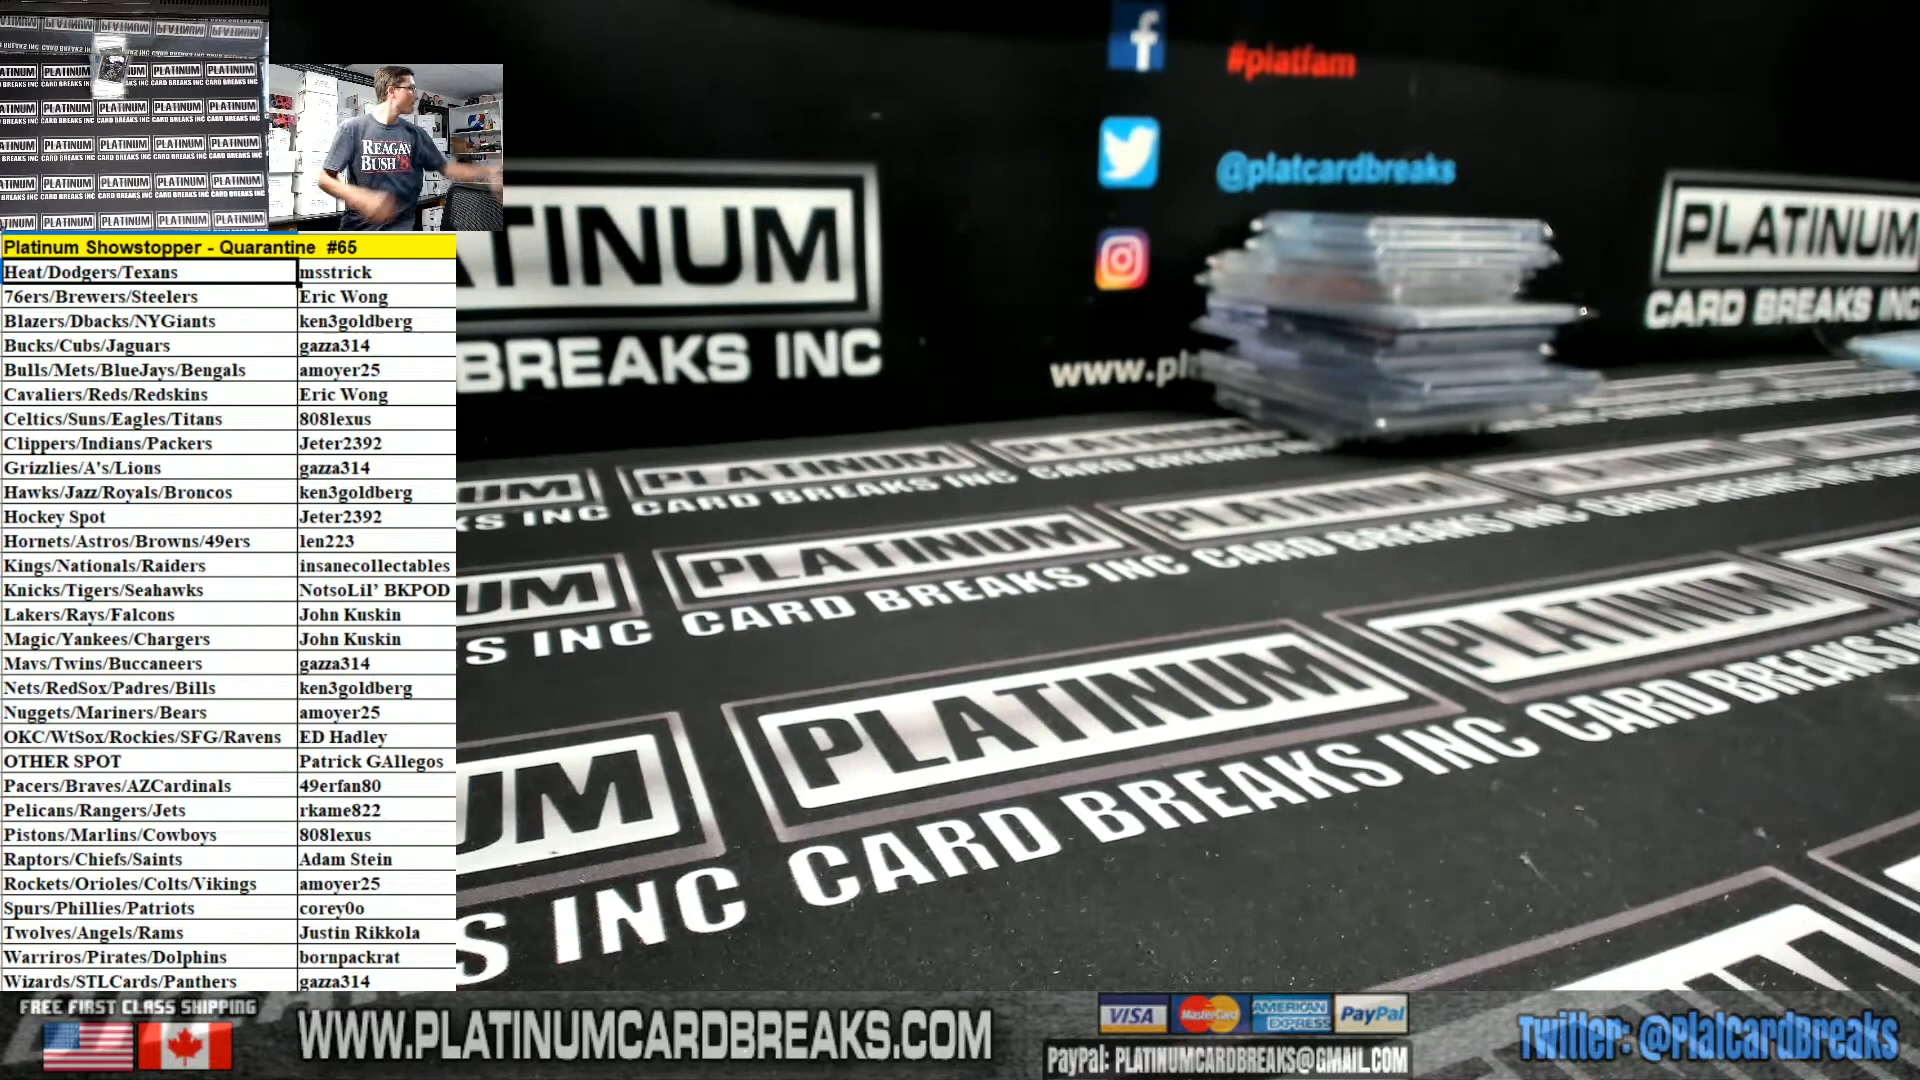 #platfam
@platcardbreaks
REAGAN
BUSH
PLATINUM
CARD BREAKS INC
TINUM
BREAKS INC
www.pl
Platinum Showstopper - Quarantine #65
Heat/Dodgers/Texans msstrick
76ers/Brewers/Steelers Eric Wong
Blazers/Dbacks/NYGiants ken3goldberg
Bucks/Cubs/Jaguars gazza314
Bulls/Mets/BlueJays/Bengals amoyer25
Cavaliers/Reds/Redskins Eric Wong
Celtics/Suns/Eagles/Titans 808lexus
Clippers/Indians/Packers Jeter2392
Grizzlies/A's/Lions gazza314
Hawks/Jazz/Royals/Broncos ken3goldberg
Hockey Spot Jeter2392
Hornets/Astros/Browns/49ers len223
Kings/Nationals/Raiders insanecollectables
Knicks/Tigers/Seahawks NotsoLil’ BKPOD
Lakers/Rays/Falcons John Kuskin
Magic/Yankees/Chargers John Kuskin
Mavs/Twins/Buccaneers gazza314
Nets/RedSox/Padres/Bills ken3goldberg
Nuggets/Mariners/Bears amoyer25
OKC/WtSox/Rockies/SFG/Ravens ED Hadley
OTHER SPOT Patrick GAllegos
Pacers/Braves/AZCardinals 49erfan80
Pelicans/Rangers/Jets rkame822
Pistons/Marlins/Cowboys 808lexus
Raptors/Chiefs/Saints Adam Stein
Rockets/Orioles/Colts/Vikings amoyer25
Spurs/Phillies/Patriots corey0o
Twolves/Angels/Rams Justin Rikkola
Warriros/Pirates/Dolphins bornpackrat
Wizards/STLCards/Panthers gazza314
PLATINUM
CARD BREAKS INC
PLATINUM
CARD BREAKS INC
PLATINUM
CARD BREAKS INC CARD BREAKS
FREE FIRST CLASS SHIPPING
WWW.PLATINUMCARDBREAKS.COM
VISA MasterCard AMERICAN EXPRESS PayPal
PayPal: PLATINUMCARDBREAKS@GMAIL.COM
Twitter: @PlatCardBreaks